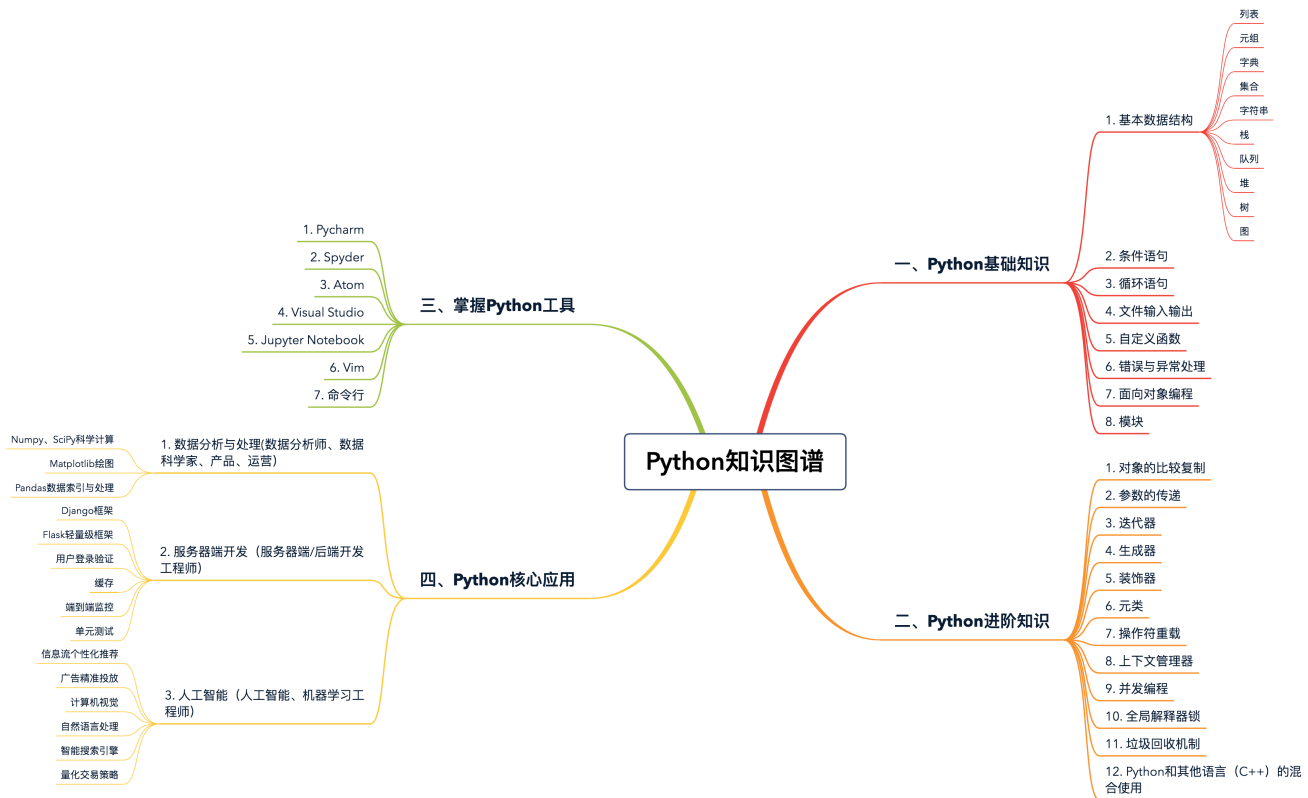 Python知识图谱
一、Python基础知识
1. 基本数据结构
列表
元组
字典
集合
字符串
栈
队列
堆
树
图
2. 条件语句
3. 循环语句
4. 文件输入输出
5. 自定义函数
6. 错误与异常处理
7. 面向对象编程
8. 模块
二、Python进阶知识
1. 对象的比较复制
2. 参数的传递
3. 迭代器
4. 生成器
5. 装饰器
6. 元类
7. 操作符重载
8. 上下文管理器
9. 并发编程
10. 全局解释器锁
11. 垃圾回收机制
12. Python和其他语言（C++）的混
合使用
三、掌握Python工具
1. Pycharm
2. Spyder
3. Atom
4. Visual Studio
5. Jupyter Notebook
6. Vim
7. 命令行
四、Python核心应用
1. 数据分析与处理(数据分析师、数据
科学家、产品、运营）
Numpy、SciPy科学计算
Matplotlib绘图
Pandas数据索引与处理
2. 服务器端开发（服务器端/后端开发
工程师）
Django框架
Flask轻量级框架
用户登录验证
缓存
端到端监控
单元测试
3. 人工智能（人工智能、机器学习工
程师）
信息流个性化推荐
广告精准投放
计算机视觉
自然语言处理
智能搜索引擎
量化交易策略